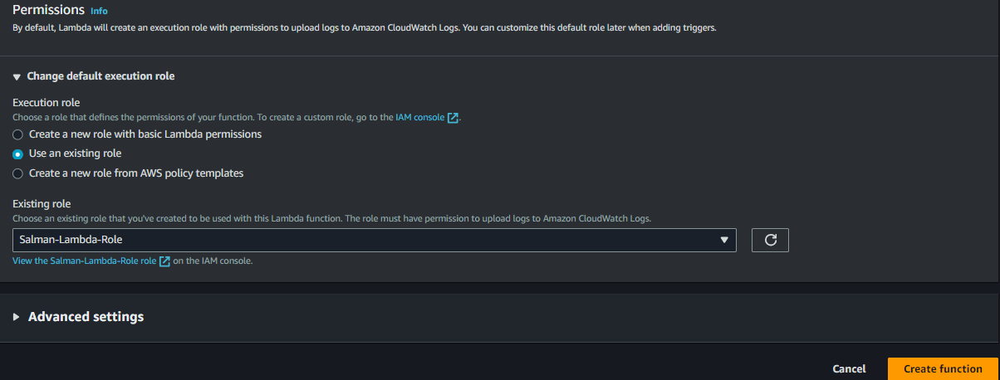 Permissions Info
By default, Lambda will create an execution role with permissions to upload logs to Amazon CloudWatch Logs. You can customize this default role later when adding triggers.
Change default execution role
Execution role
Choose a role that defines the permissions of your function. To create a custom role, go to the IAM console.
Create a new role with basic Lambda permissions
Use an existing role
Create a new role from AWS policy templates
Existing role
Choose an existing role that you've created to be used with this Lambda function. The role must have permission to upload logs to Amazon CloudWatch Logs.
Salman-Lambda-Role
View the Salman-Lambda-Role role on the IAM console.
Advanced settings
Cancel Create function